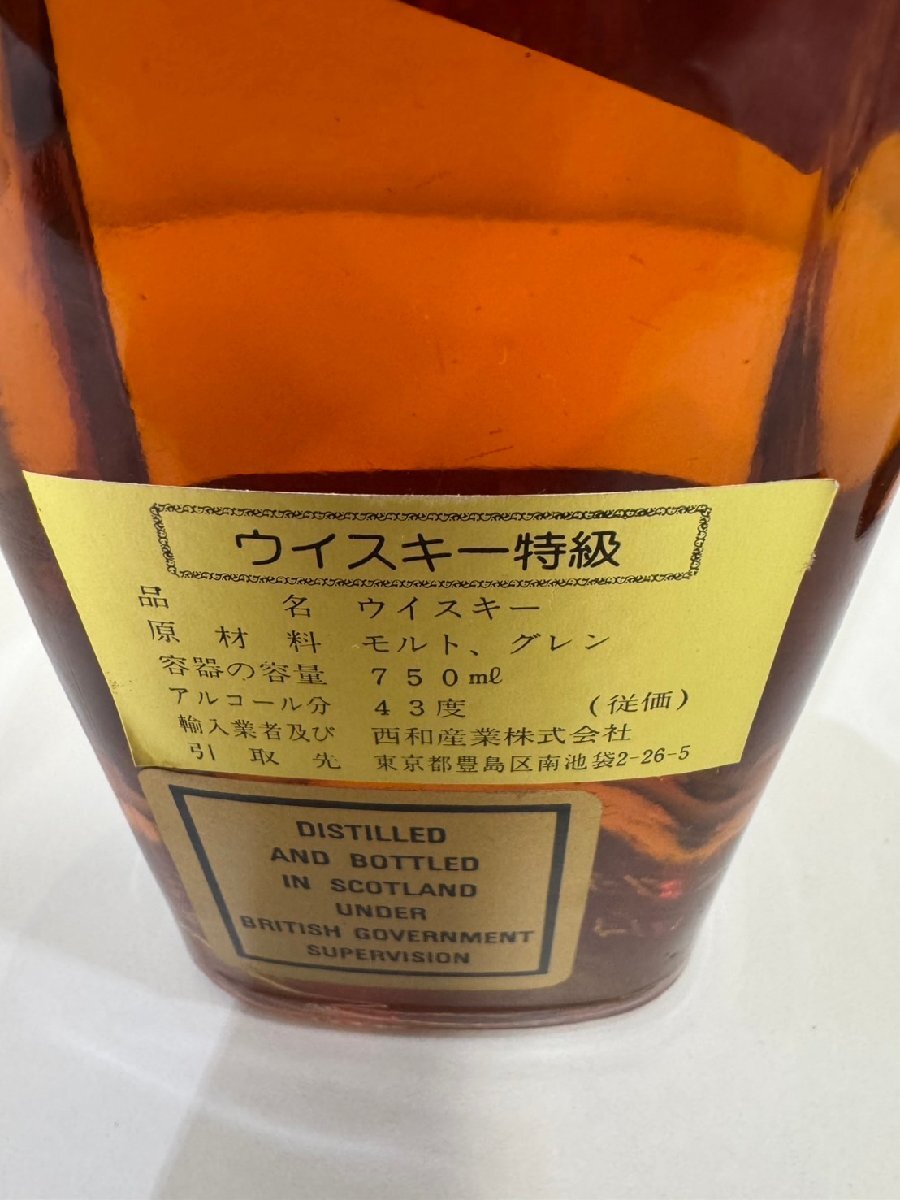 ウイスキー特級
品名 ウイスキー
原材料 モルト、グレン
容器の容量 750mℓ
アルコール分 43度 (従価)
輸入業者及び 西和産業株式会社
引取先 東京都豊島区南池袋2-26-5
DISTILLED
AND BOTTLED
IN SCOTLAND
UNDER
BRITISH GOVERNMENT
SUPERVISION